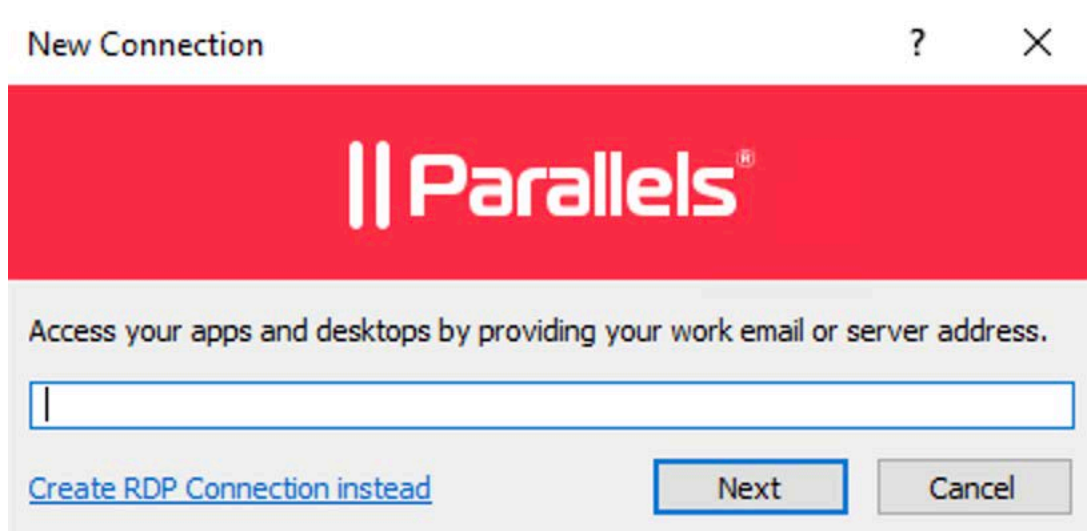 New Connection ? ×
|| Parallels®
Access your apps and desktops by providing your work email or server address.
Create RDP Connection instead Next Cancel